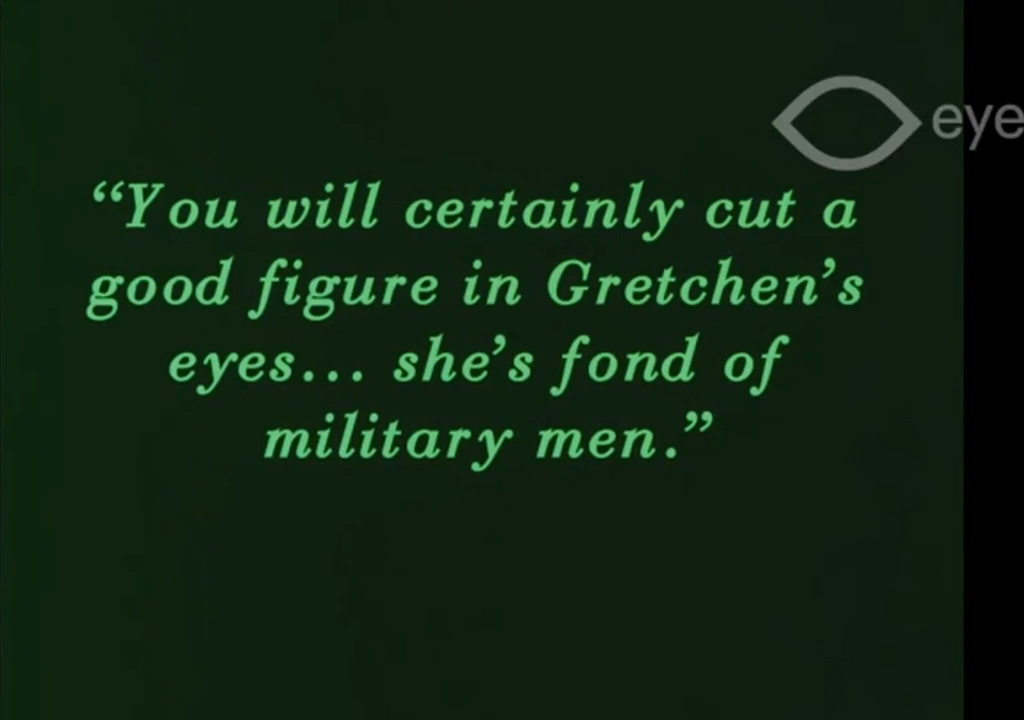 eye
“You will certainly cut a
good figure in Gretchen’s
eyes... she’s fond of
military men.”